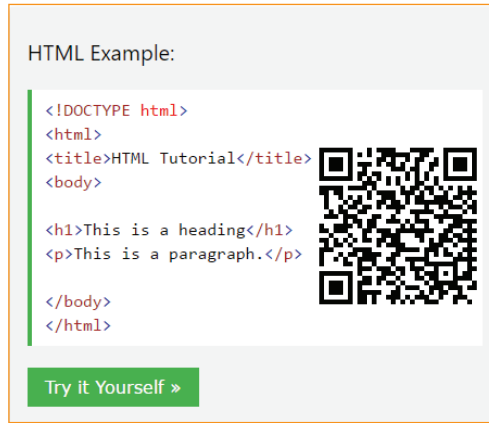 HTML Example:
<!DOCTYPE html>
<html>
<title>HTML Tutorial</title>
<body>
<h1>This is a heading</h1>
<p>This is a paragraph.</p>
</body>
</html>
Try it Yourself »